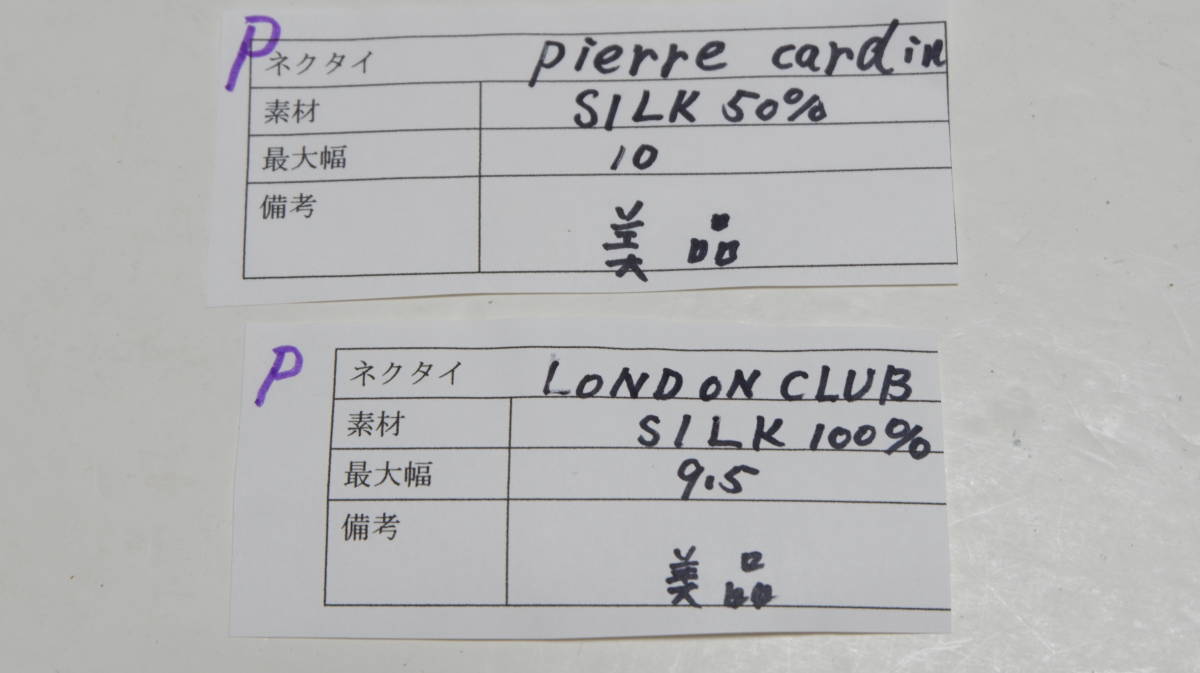 P
ネクタイ pierre cardin
素材 SILK 50%
最大幅 10
備考 美品
P
ネクタイ LONDON CLUB
素材 SILK 100%
最大幅 9.5
備考 美品